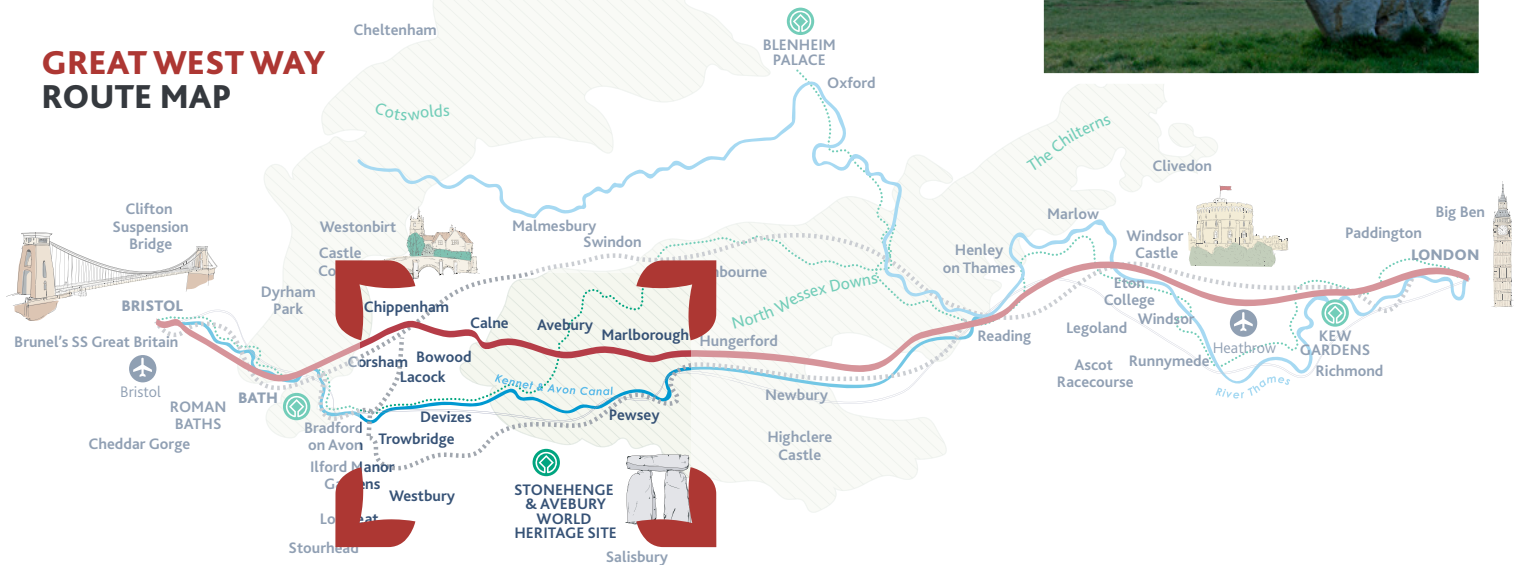 GREAT WEST WAY
ROUTE MAP
Cheltenham
BLENHEIM
PALACE
Oxford
Cotswolds
The Chilterns
Clivedon
Clifton
Suspension
Bridge
Westonbirt
Castle
Malmesbury
Swindon
Marlow
Henley
on Thames
Windsor
Castle
Paddington
Big Ben
LONDON
BRISTOL
Dyrham
Park
Chippenham
Calne
Avebury
Marlborough
North Wessex Downs
Hungerford
Reading
Eton
College
Windsor
Legoland
Heathrow
KEW
GARDENS
Richmond
Brunel's SS Great Britain
Bristol
Corsham
Bowood
Lacock
Kennet & Avon Canal
Ascot
Racecourse
Runnymede
River Thames
BATH
ROMAN
BATHS
Cheddar Gorge
Bradford
on Avon
Devizes
Trowbridge
Pewsey
Newbury
Highclere
Castle
Ilford Manor
Westbury
STONEHENGE
& AVEBURY
WORLD
HERITAGE SITE
Stourhead
Salisbury